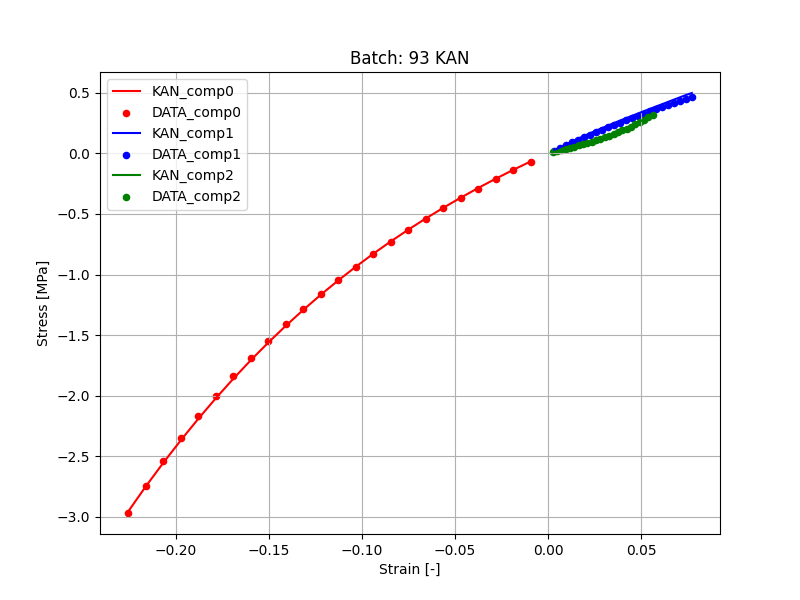 Batch: 93 KAN
KAN_comp0
DATA_comp0
KAN_comp1
DATA_comp1
KAN_comp2
DATA_comp2
0.5
0.0
−0.5
−1.0
−1.5
−2.0
−2.5
−3.0
Stress [MPa]
−0.20
−0.15
−0.10
−0.05
0.00
0.05
Strain [-]